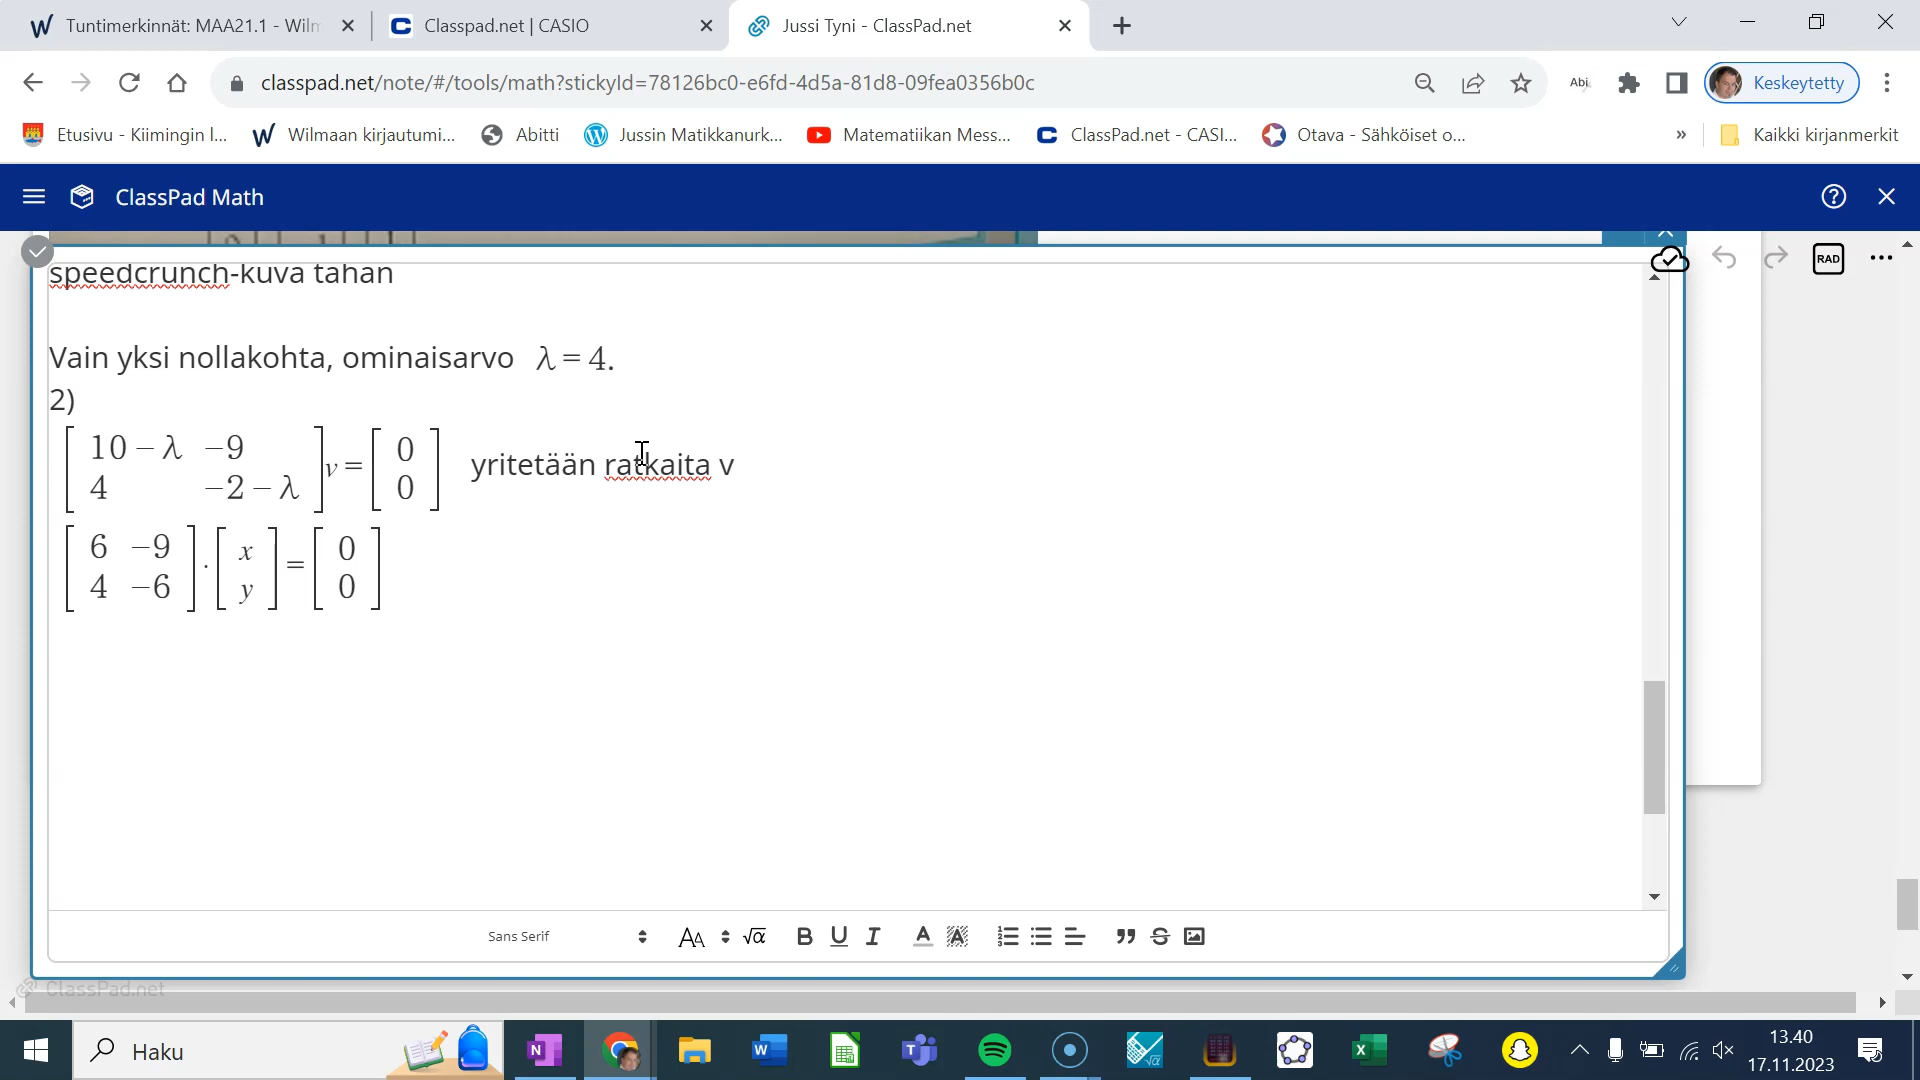 Tuntimerkinnät: MAA21.1 - Wilm
Classpad.net | CASIO
Jussi Tyni - ClassPad.net
classpad.net/note/#/tools/math?stickyId=78126bc0-e6fd-4d5a-81d8-09fea0356b0c
Abi
Keskeytetty
Etusivu - Kiimingin l...
Wilmaan kirjautumi...
Abitti
Jussin Matikkanurk...
Matematiikan Mess...
ClassPad.net - CASI...
Otava - Sähköiset o...
»
Kaikki kirjanmerkit
ClassPad Math
RAD
speedcrunch-kuva tähän
Vain yksi nollakohta, ominaisarvo λ = 4.
2)
[10 − λ −9
4 −2 − λ] v = [0
0] yritetään ratkaita v
[6 −9
4 −6] · [x
y] = [0
0]
Sans Serif
ClassPad.net
Haku
13.40
17.11.2023